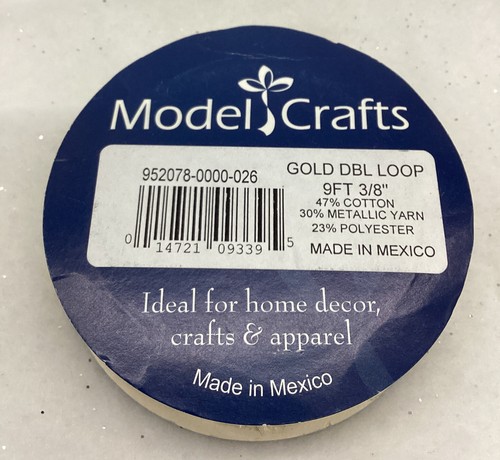 Model Crafts
952078-0000-026
0 14721 09339 5
GOLD DBL LOOP
9FT 3/8"
47% COTTON
30% METALLIC YARN
23% POLYESTER
MADE IN MEXICO
Ideal for home decor,
crafts & apparel
Made in Mexico